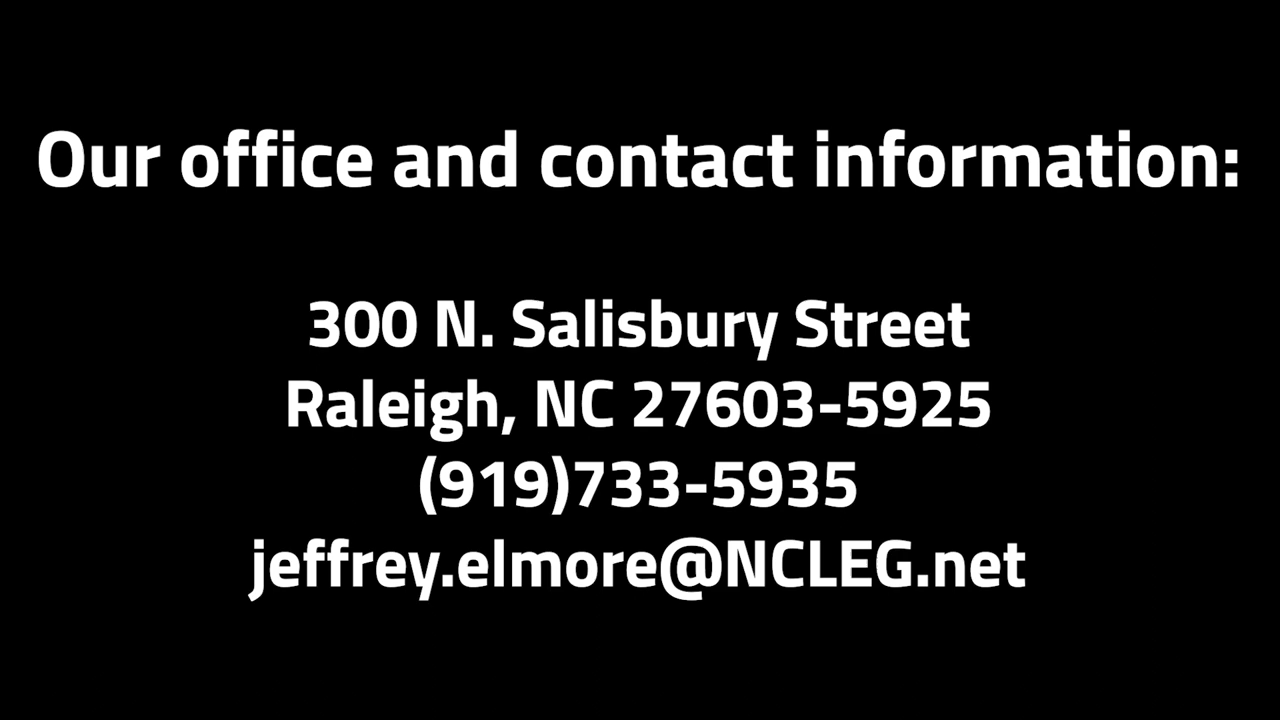 Our office and contact information:
300 N. Salisbury Street
Raleigh, NC 27603-5925
(919)733-5935
jeffrey.elmore@NCLEG.net